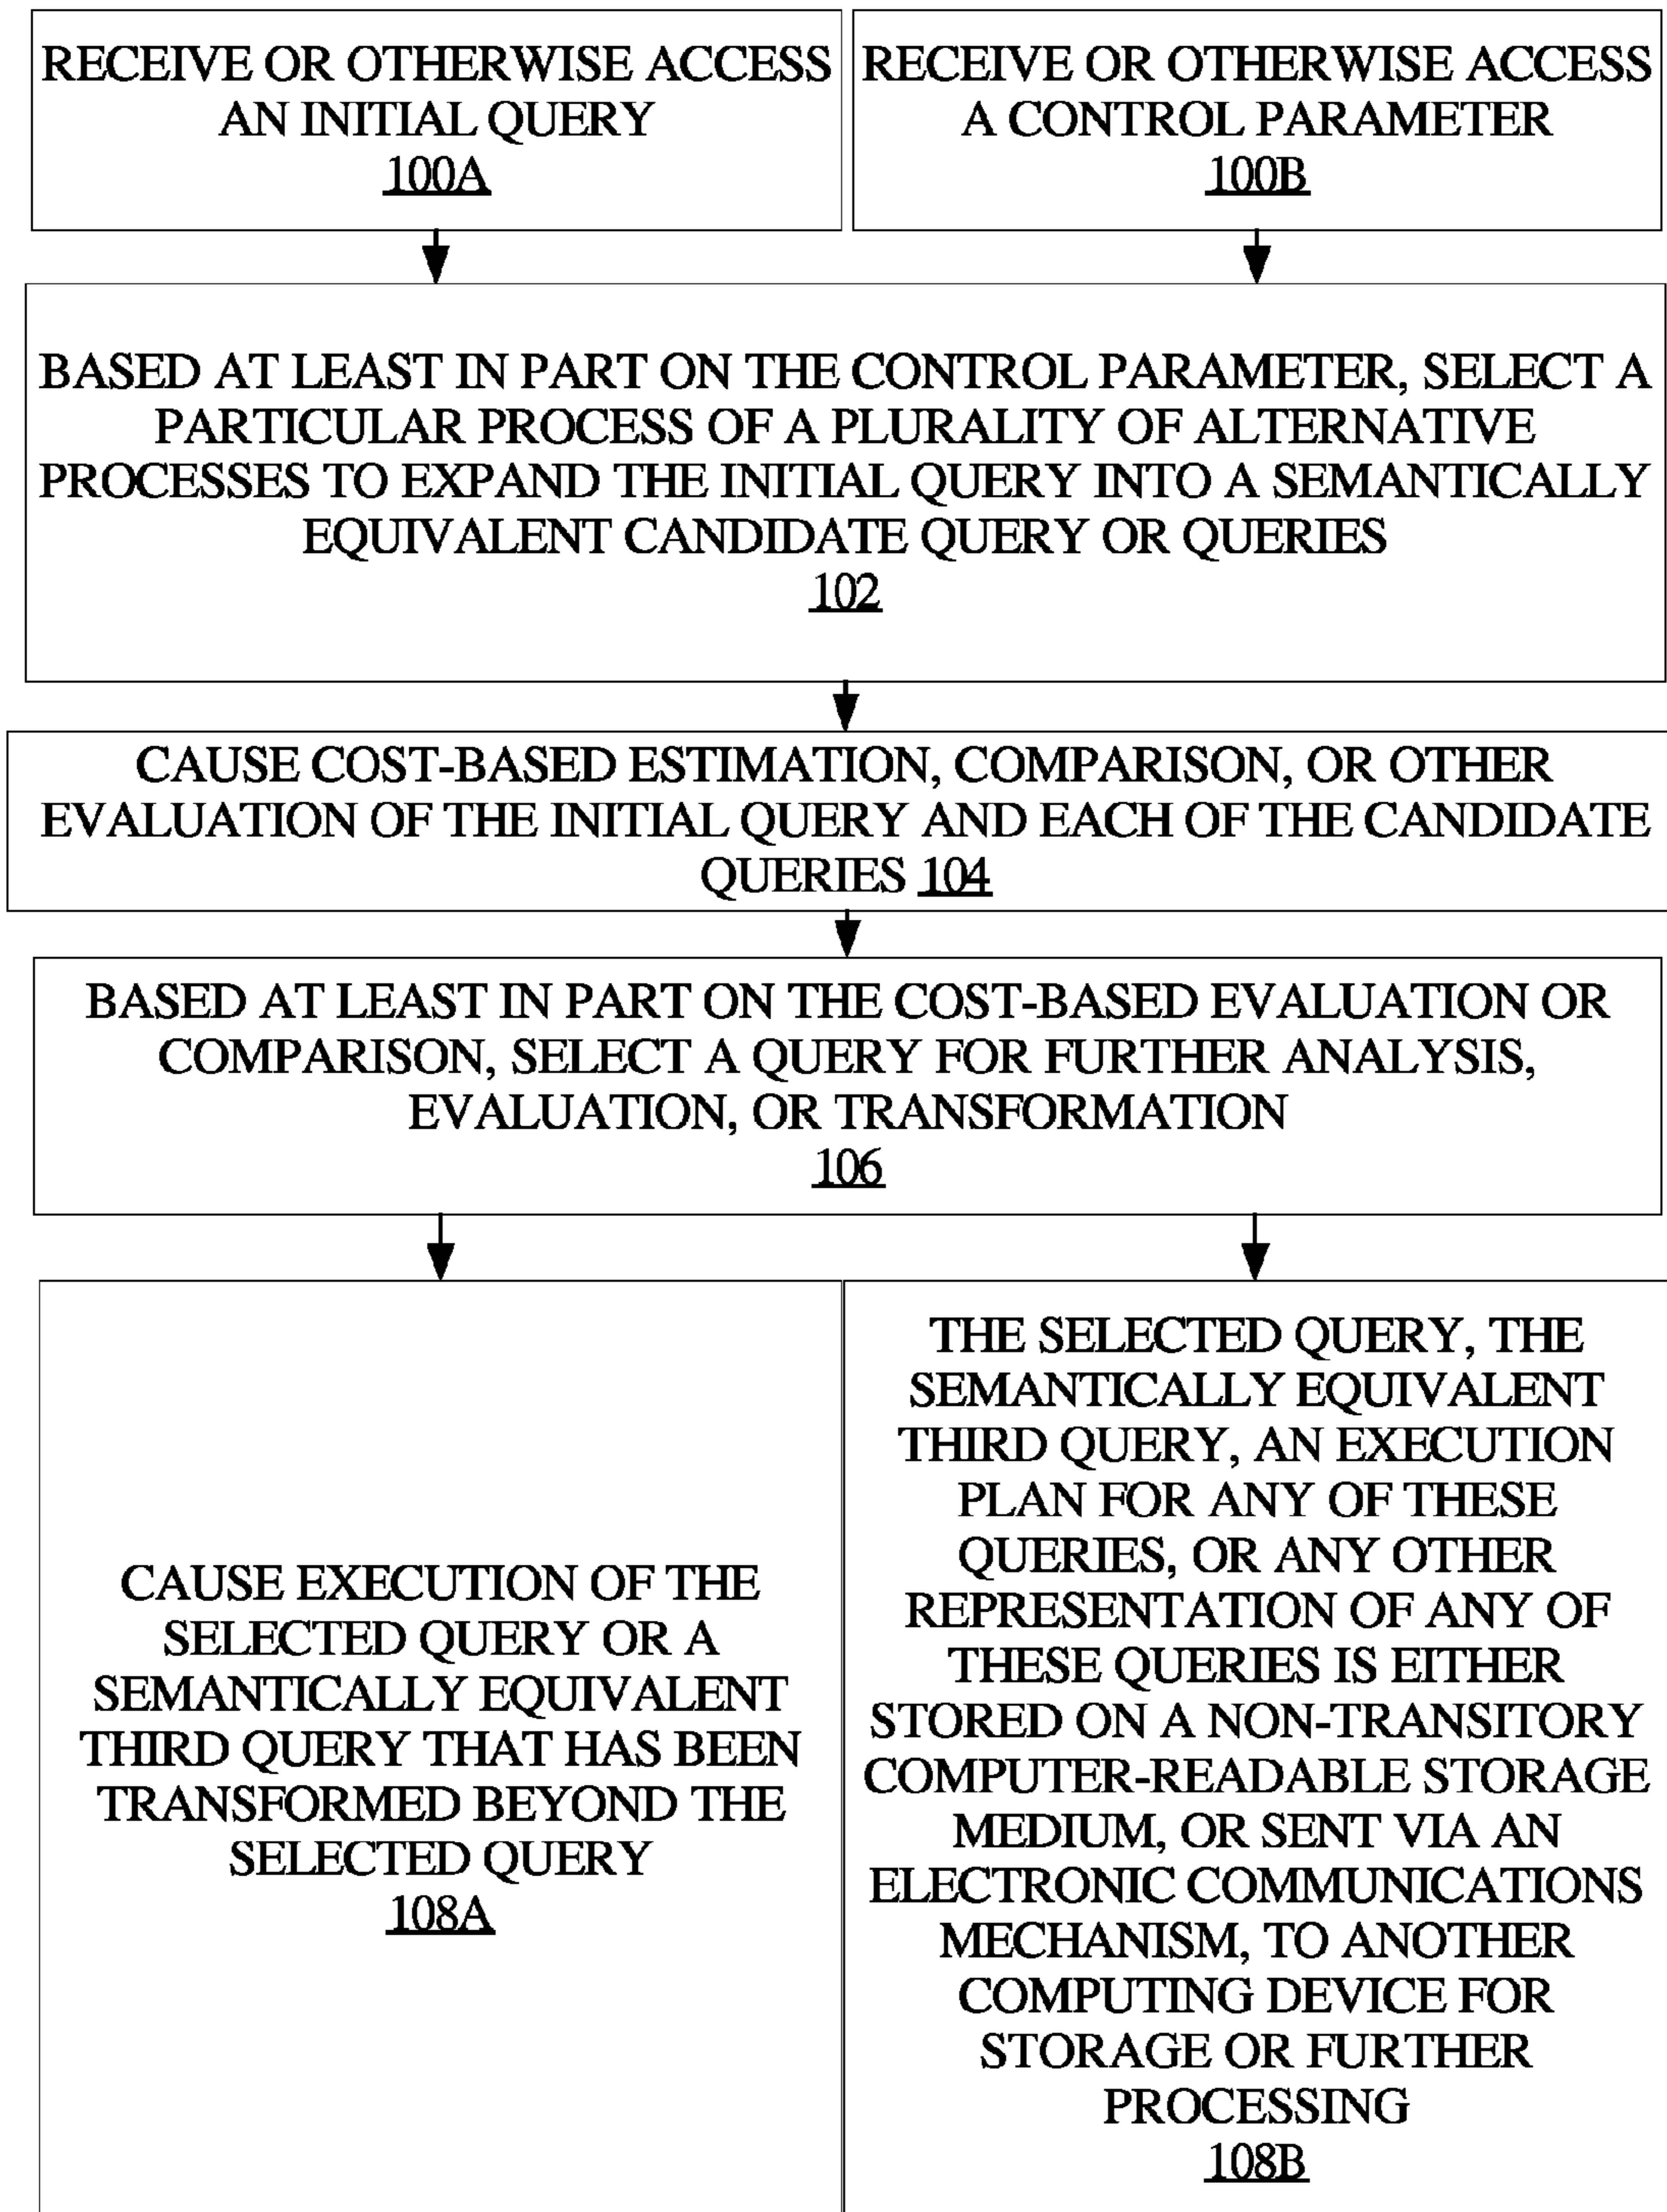 RECEIVE OR OTHERWISE ACCESS
AN INITIAL QUERY
100A
RECEIVE OR OTHERWISE ACCESS
A CONTROL PARAMETER
100B
BASED AT LEAST IN PART ON THE CONTROL PARAMETER, SELECT A
PARTICULAR PROCESS OF A PLURALITY OF ALTERNATIVE
PROCESSES TO EXPAND THE INITIAL QUERY INTO A SEMANTICALLY
EQUIVALENT CANDIDATE QUERY OR QUERIES
102
CAUSE COST-BASED ESTIMATION, COMPARISON, OR OTHER
EVALUATION OF THE INITIAL QUERY AND EACH OF THE CANDIDATE
QUERIES 104
BASED AT LEAST IN PART ON THE COST-BASED EVALUATION OR
COMPARISON, SELECT A QUERY FOR FURTHER ANALYSIS,
EVALUATION, OR TRANSFORMATION
106
CAUSE EXECUTION OF THE
SELECTED QUERY OR A
SEMANTICALLY EQUIVALENT
THIRD QUERY THAT HAS BEEN
TRANSFORMED BEYOND THE
SELECTED QUERY
108A
THE SELECTED QUERY, THE
SEMANTICALLY EQUIVALENT
THIRD QUERY, AN EXECUTION
PLAN FOR ANY OF THESE
QUERIES, OR ANY OTHER
REPRESENTATION OF ANY OF
THESE QUERIES IS EITHER
STORED ON A NON-TRANSITORY
COMPUTER-READABLE STORAGE
MEDIUM, OR SENT VIA AN
ELECTRONIC COMMUNICATIONS
MECHANISM, TO ANOTHER
COMPUTING DEVICE FOR
STORAGE OR FURTHER
PROCESSING
108B